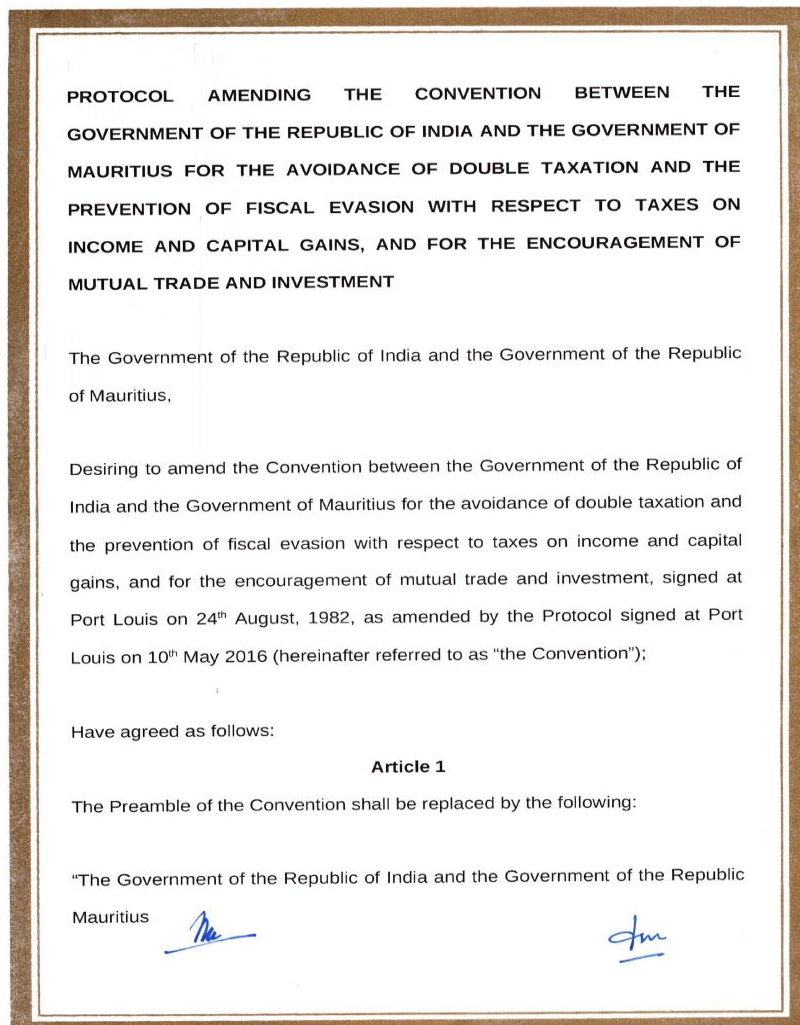 PROTOCOL AMENDING THE CONVENTION BETWEEN THE
GOVERNMENT OF THE REPUBLIC OF INDIA AND THE GOVERNMENT OF
MAURITIUS FOR THE AVOIDANCE OF DOUBLE TAXATION AND THE
PREVENTION OF FISCAL EVASION WITH RESPECT TO TAXES ON
INCOME AND CAPITAL GAINS, AND FOR THE ENCOURAGEMENT OF
MUTUAL TRADE AND INVESTMENT
The Government of the Republic of India and the Government of the Republic
of Mauritius,
Desiring to amend the Convention between the Government of the Republic of
India and the Government of Mauritius for the avoidance of double taxation and
the prevention of fiscal evasion with respect to taxes on income and capital
gains, and for the encouragement of mutual trade and investment, signed at
Port Louis on 24th August, 1982, as amended by the Protocol signed at Port
Louis on 10th May 2016 (hereinafter referred to as “the Convention”);
Have agreed as follows:
Article 1
The Preamble of the Convention shall be replaced by the following:
“The Government of the Republic of India and the Government of the Republic
Mauritius